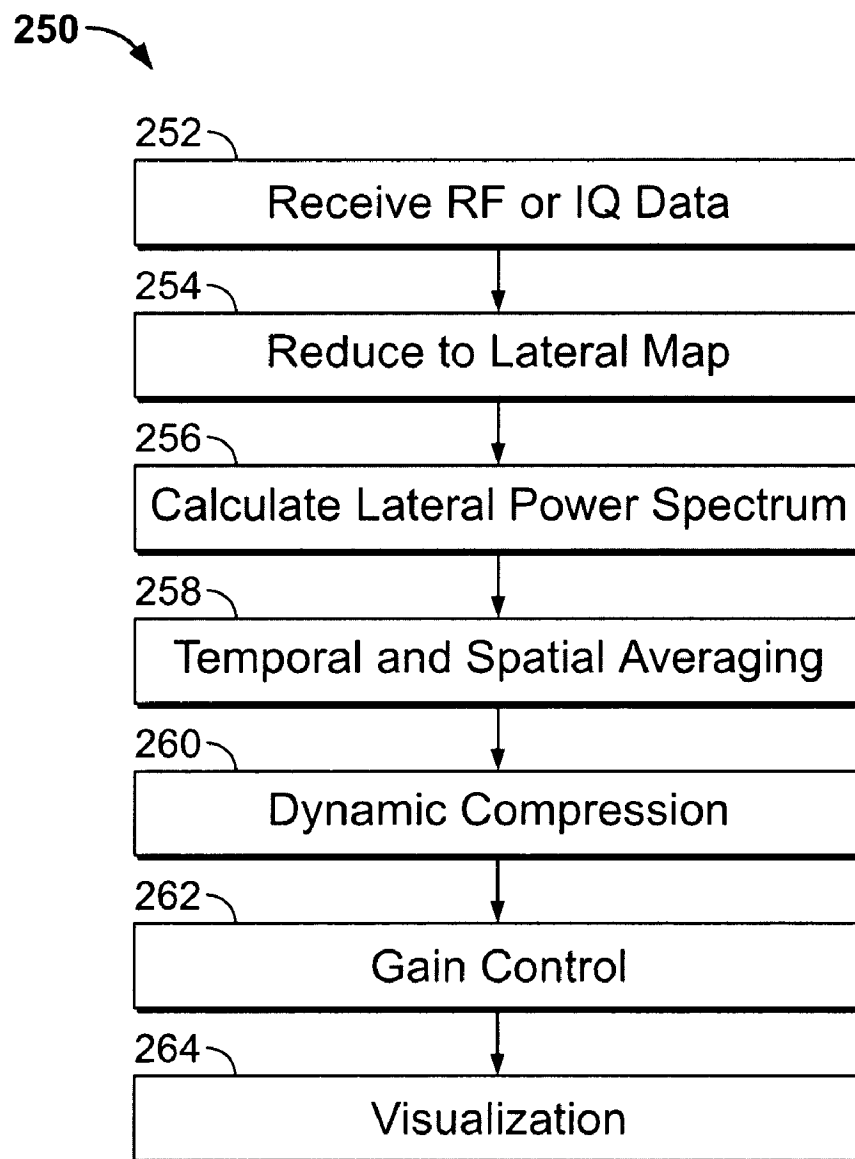 250
252
Receive RF or IQ Data
254
Reduce to Lateral Map
256
Calculate Lateral Power Spectrum
258
Temporal and Spatial Averaging
260
Dynamic Compression
262
Gain Control
264
Visualization